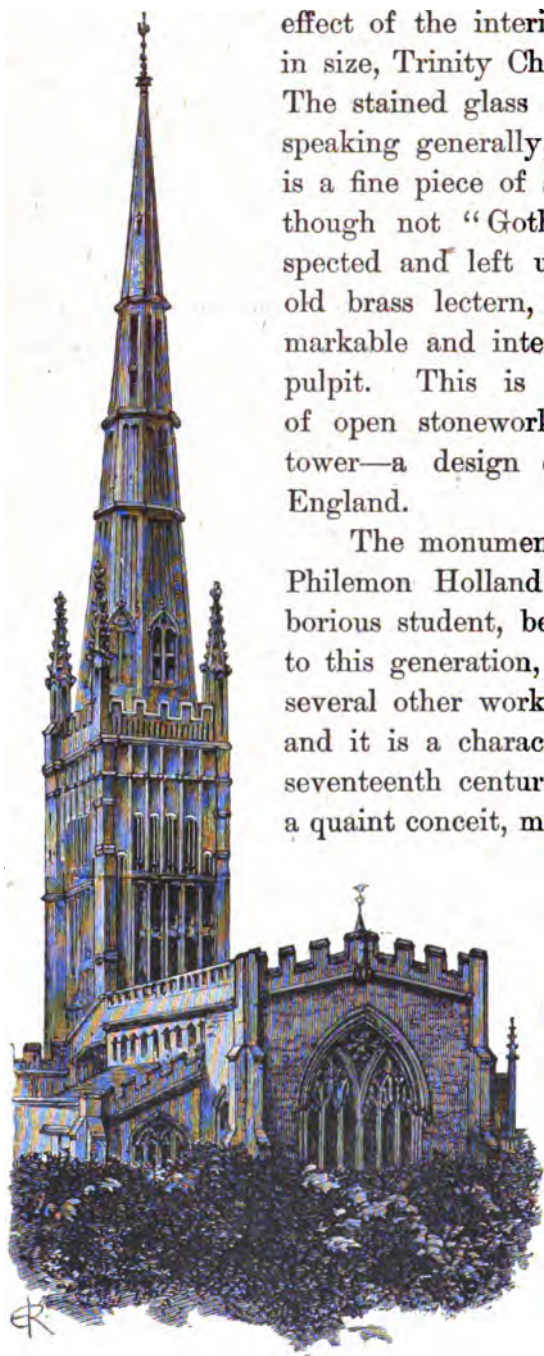 effect of the interi
in size, Trinity Ch
The stained glass
speaking generally,
is a fine piece of
though not "Goth
spected and left u
old brass lectern,
markable and inte
pulpit. This is
of open stonework
tower—a design
England.
The monumen
Philemon Holland
borious student, be
to this generation,
several other work
and it is a charac
seventeenth centur
a quaint conceit, m